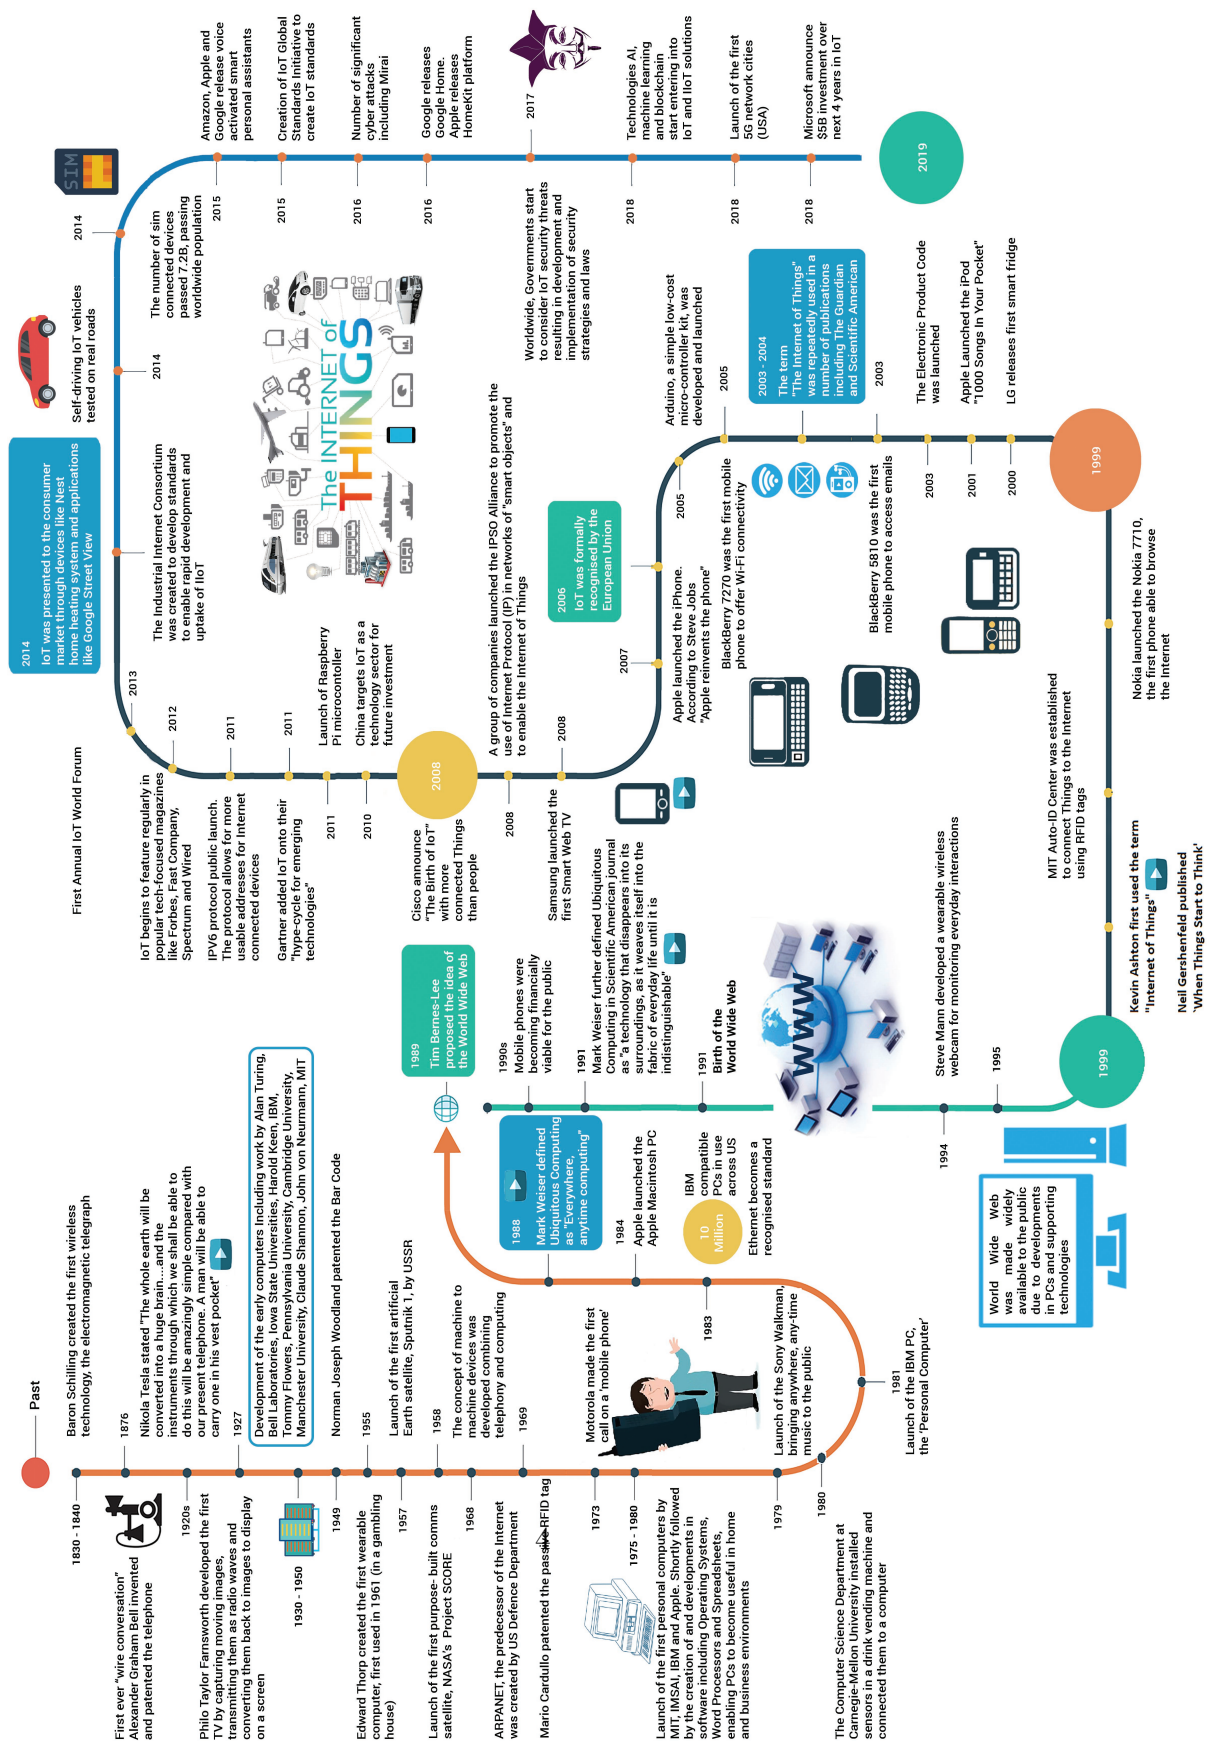 Past
1830 - 1840
Baron Schilling created the first wireless
technology, the electromagnetic telegraph
1876
First ever "wire conversation"
Alexander Graham Bell invented
and patented the telephone
1920s
Nikola Tesla stated "The whole earth will be
converted into a huge brain....and the
instruments through which we shall be able to
do this will be amazingly simple compared with
our present telephone. A man will be able to
carry one in his vest pocket"
1927
Philo Taylor Farnsworth developed the first
TV by capturing moving images,
transmitting them as radio waves and
converting them back to images to display
on a screen
1930 - 1950
Development of the early computers Including work by Alan Turing,
Bell Laboratories, Iowa State Universities, Harold Keen, IBM,
Tommy Flowers, Pennsylvania University, Cambridge University,
Manchester University, Claude Shannon, John von Neurmann, MIT
1949
Norman Joseph Woodland patented the Bar Code
1955
Edward Thorp created the first wearable
computer, first used in 1961 (in a gambling
house)
1957
Launch of the first artificial
Earth satellite, Sputnik 1, by USSR
1958
Launch of the first purpose- built comms
satellite, NASA's Project SCORE
1968
The concept of machine to
machine devices was
developed combining
telephony and computing
1969
ARPANET, the predecessor of the Internet
was created by US Defence Department
Mario Cardullo patented the passive RFID tag
1973
Motorola made the first
call on a 'mobile phone'
1975 - 1980
Launch of the first personal computers by
MIT, IMSAI, IBM and Apple. Shortly followed
by the creation of and developments in
software including Operating Systems,
Word Processors and Spreadsheets,
enabling PCs to become useful in home
and business environments
1979
Launch of the Sony Walkman,
bringing anywhere, any-time
music to the public
1980
The Computer Science Department at
Carnegie-Mellon University installed
sensors in a drink vending machine and
connected them to a computer
1981
Launch of the IBM PC,
the 'Personal Computer'
1983
Ethernet becomes a
recognised standard
10
Million
IBM
compatible
PCs in use
across US
1984
Apple launched the
Apple Macintosh PC
1988
Mark Weiser defined
Ubiquitous Computing
as "Everywhere,
anytime computing"
1989
Tim Bernes-Lee
proposed the idea of
the World Wide Web
1990s
Mobile phones were
becoming financially
viable for the public
1991
Mark Weiser further defined Ubiquitous
Computing in Scientific American journal
as "a technology that disappears into its
surroundings, as it weaves itself into the
fabric of everyday life until it is
indistinguishable"
1991
Birth of the
World Wide Web
WWW
1994
Steve Mann developed a wearable wireless
webcam for monitoring everyday interactions
1995
World Wide Web
was made widely
available to the public
due to developments
in PCs and supporting
technologies
1999
Kevin Ashton first used the term
"Internet of Things"
Neil Gershenfeld published
'When Things Start to Think'
MIT Auto-ID Center was established
to connect Things to the Internet
using RFID tags
Nokia launched the Nokia 7710,
the first phone able to browse
the Internet
1999
2000
LG releases first smart fridge
2001
Apple Launched the iPod
"1000 Songs In Your Pocket"
2003
The Electronic Product Code
was launched
2003
BlackBerry 5810 was the first
mobile phone to access emails
2003 - 2004
The term
"The Internet of Things"
was repeatedly used in a
number of publications
including The Guardian
and Scientific American
2005
BlackBerry 7270 was the first mobile
phone to offer Wi-Fi connectivity
2005
Arduino, a simple low-cost
micro-controller kit, was
developed and launched
2006
IoT was formally
recognised by the
European Union
2007
Apple launched the iPhone.
According to Steve Jobs
"Apple reinvents the phone"
2008
Samsung launched the
first Smart Web TV
2008
A group of companies launched the IPSO Alliance to promote the
use of Internet Protocol (IP) in networks of "smart objects" and
to enable the Internet of Things
2008
Cisco announce
"The Birth of IoT"
with more
connected Things
than people
2010
China targets IoT as a
technology sector for
future investment
2011
Launch of Raspberry
Pi microcontoller
2011
Gartner added IoT onto their
"hype-cycle for emerging
technologies"
2011
IPV6 protocol public launch.
The protocol allows for more
usable addresses for Internet
connected devices
2012
IoT begins to feature regularly in
popular tech-focused magazines
like Forbes, Fast Company,
Spectrum and Wired
2013
First Annual IoT World Forum
2014
IoT was presented to the consumer
market through devices like Nest
home heating system and applications
like Google Street View
The Industrial Internet Consortium
was created to develop standards
to enable rapid development and
uptake of IIoT
2014
Self-driving IoT vehicles
tested on real roads
2014
The number of sim
connected devices
passed 7.2B, passing
worldwide population
SIM
The INTERNET of
THINGS
2015
Amazon, Apple and
Google release voice
activated smart
personal assistants
2015
Creation of IoT Global
Standards Initiative to
create IoT standards
2016
Number of significant
cyber attacks
including Mirai
2016
Google releases
Google Home.
Apple releases
HomeKit platform
2017
Worldwide, Governments start
to consider IoT security threats
resulting in development and
implementation of security
strategies and laws
2018
Technologies AI,
machine learning
and blockchain
start entering into
IoT and IIoT solutions
2018
Launch of the first
5G network cities
(USA)
2018
Microsoft announce
$5B investment over
next 4 years in IoT
2019